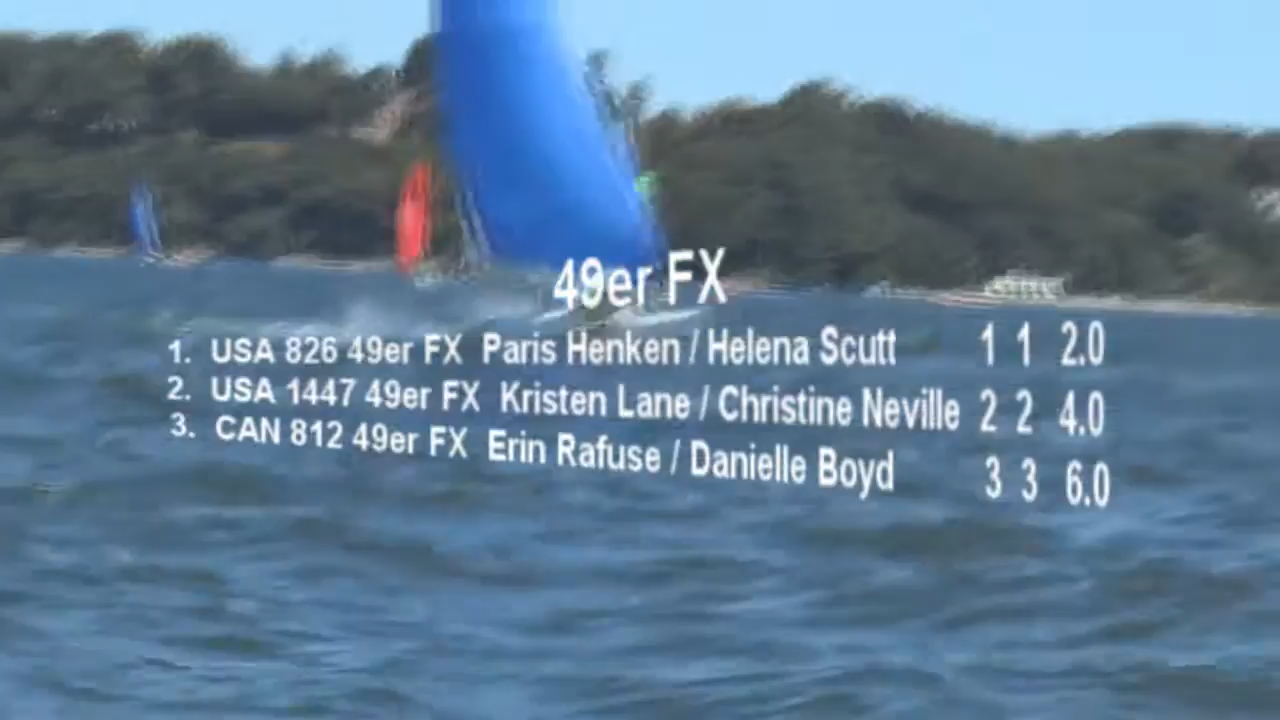 49er FX
1. USA 826 49er FX Paris Henken / Helena Scutt 1 1 2.0
2. USA 1447 49er FX Kristen Lane / Christine Neville 2 2 4.0
3. CAN 812 49er FX Erin Rafuse / Danielle Boyd 3 3 6.0